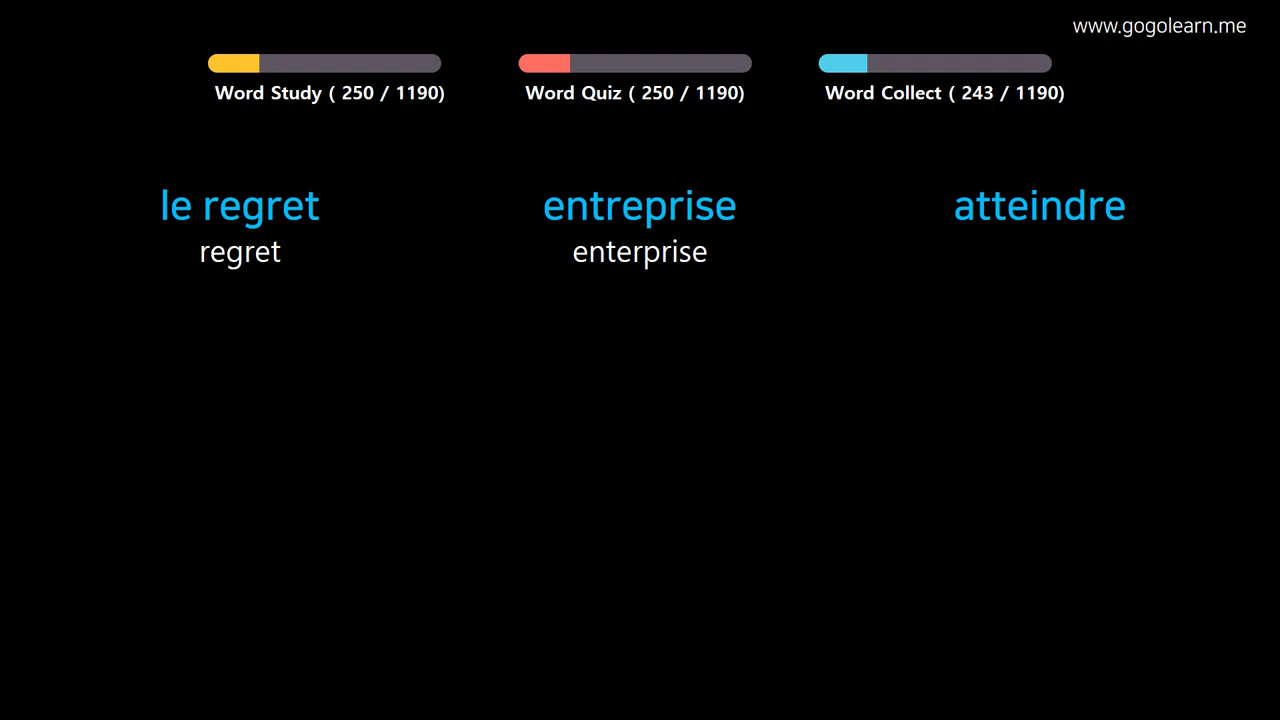 www.gogolearn.me
Word Study ( 250 / 1190)
Word Quiz ( 250 / 1190)
Word Collect ( 243 / 1190)
le regret
entreprise
atteindre
regret
enterprise